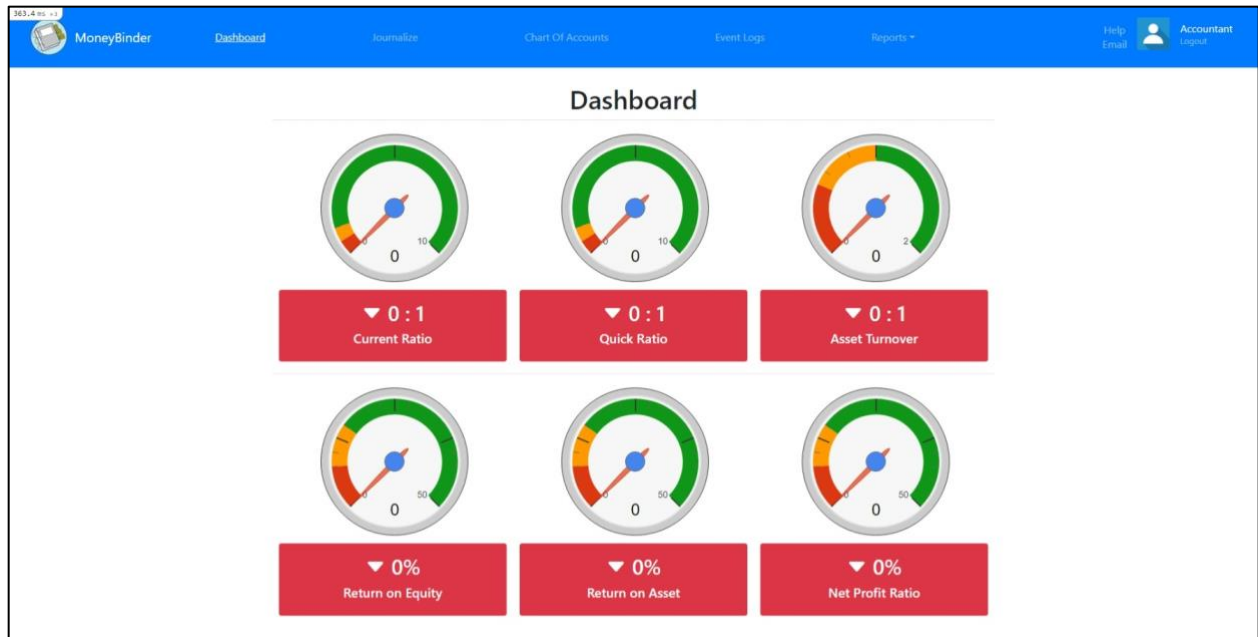 363.4 ms ×3
MoneyBinder Dashboard Journalize Chart Of Accounts Event Logs Reports Help Email Accountant Logout
Dashboard
0 10 0
0 10 0
0 2 0
0 : 1
Current Ratio
0 : 1
Quick Ratio
0 : 1
Asset Turnover
0 50 0
0 50 0
0 50 0
0%
Return on Equity
0%
Return on Asset
0%
Net Profit Ratio